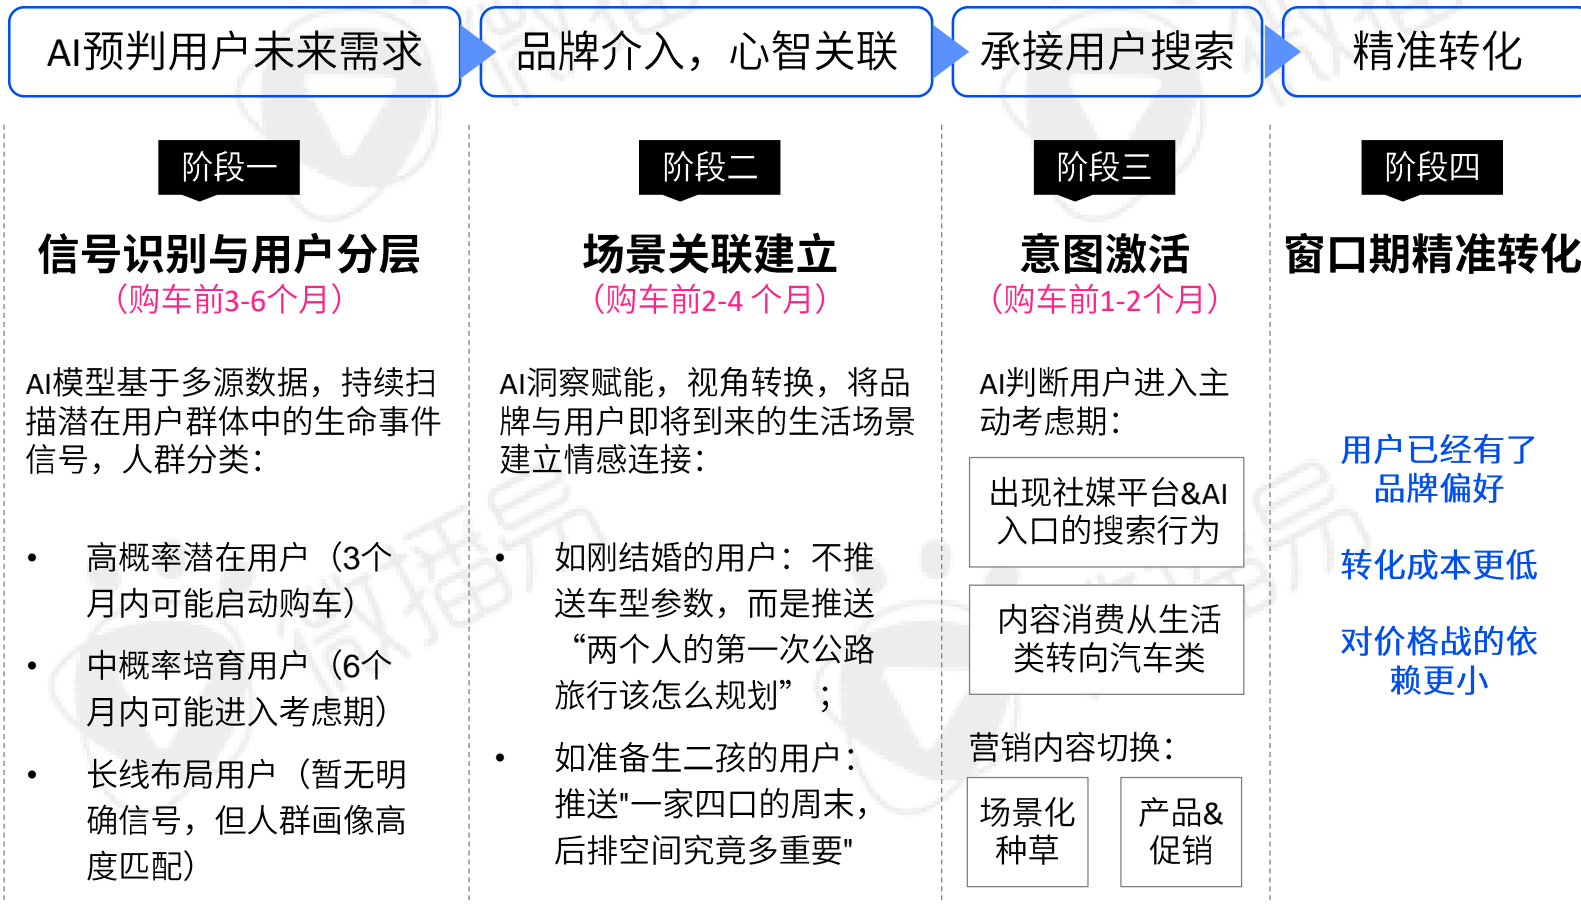 AI预判用户未来需求
品牌介入，心智关联
承接用户搜索
精准转化
阶段一
信号识别与用户分层
（购车前3-6个月）
AI模型基于多源数据，持续扫
描潜在用户群体中的生命事件
信号，人群分类：
• 高概率潜在用户（3个
月内可能启动购车）
• 中概率培育用户（6个
月内可能进入考虑期）
• 长线布局用户（暂无明
确信号，但人群画像高
度匹配）
阶段二
场景关联建立
（购车前2-4 个月）
AI洞察赋能，视角转换，将品
牌与用户即将到来的生活场景
建立情感连接：
• 如刚结婚的用户：不推
送车型参数，而是推送
“两个人的第一次公路
旅行该怎么规划”；
• 如准备生二孩的用户：
推送"一家四口的周末，
后排空间究竟多重要"
阶段三
意图激活
（购车前1-2个月）
AI判断用户进入主
动考虑期：
出现社媒平台&AI
入口的搜索行为
内容消费从生活
类转向汽车类
营销内容切换：
场景化
种草
产品&
促销
阶段四
窗口期精准转化
用户已经有了
品牌偏好
转化成本更低
对价格战的依
赖更小
微播易
微播易
微播易
微播易